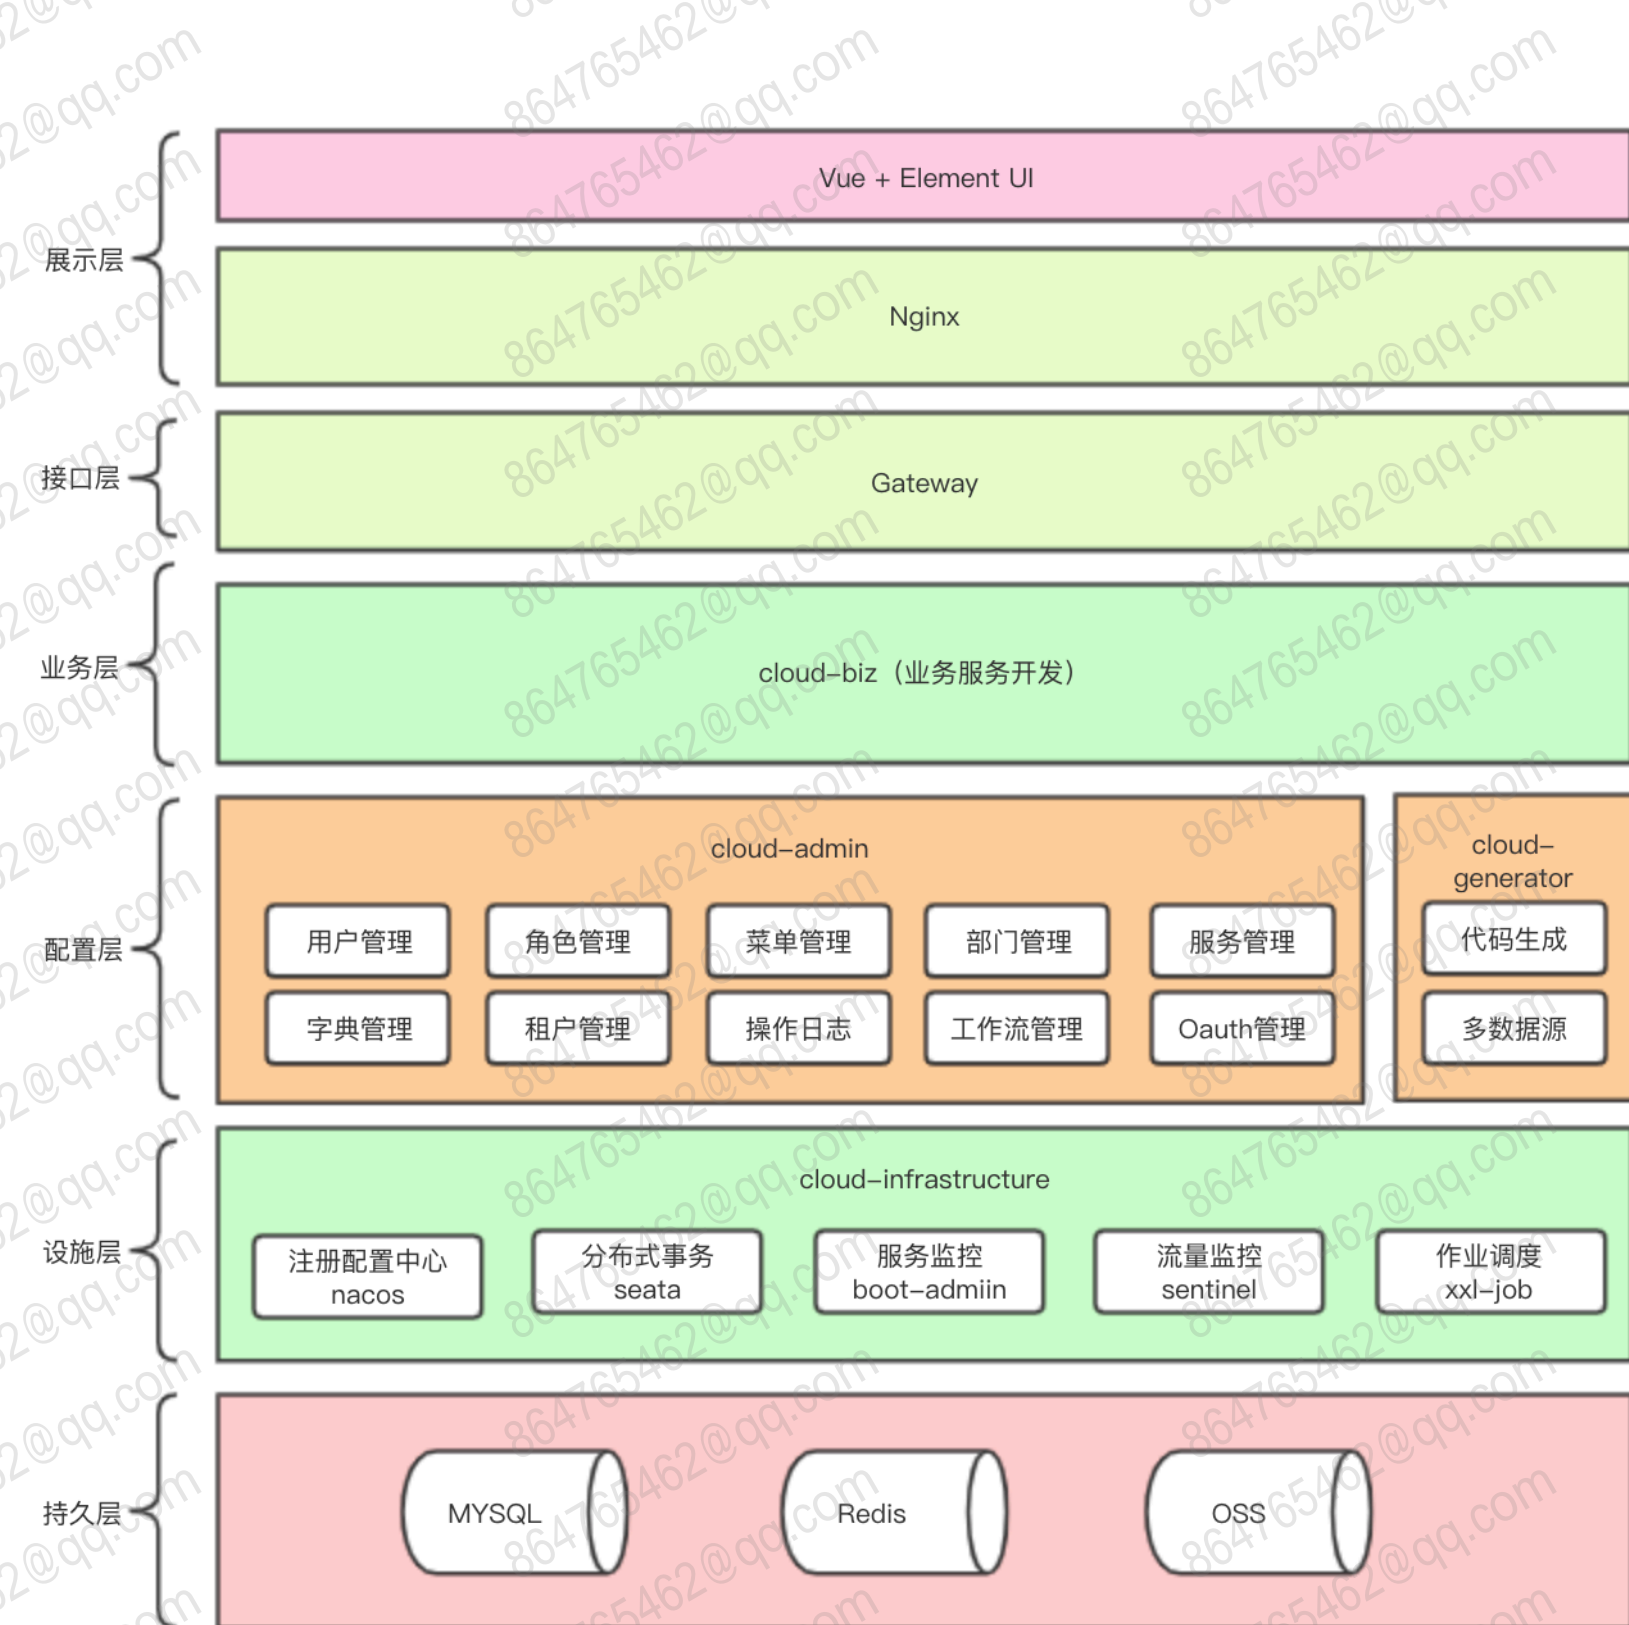 Vue + Element UI
展示层
Nginx
接口层
Gateway
业务层
cloud-biz（业务服务开发）
配置层
cloud-admin
用户管理
角色管理
菜单管理
部门管理
服务管理
字典管理
租户管理
操作日志
工作流管理
Oauth管理
cloud-
generator
代码生成
多数据源
设施层
cloud-infrastructure
注册配置中心
nacos
分布式事务
seata
服务监控
boot-admiin
流量监控
sentinel
作业调度
xxl-job
持久层
MYSQL
Redis
OSS
864765462@qq.com